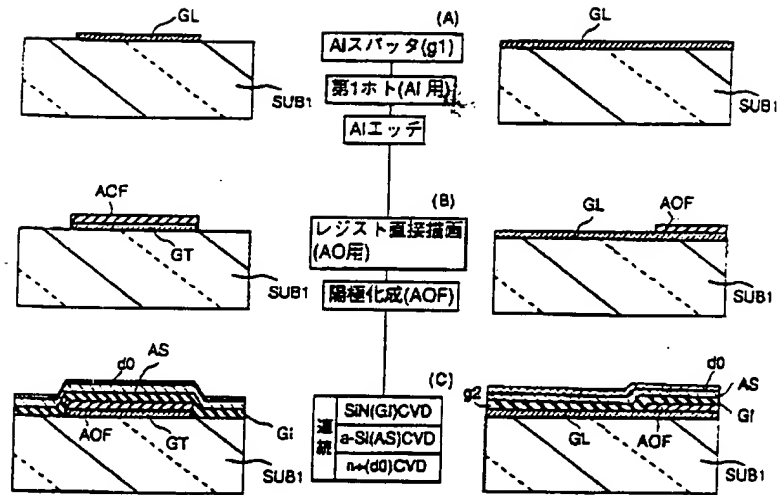 GL
SUB1
(A)
Alスパッタ(g1)
第1ホト(Al用)
Alエッチ
GL
SUB1
AOF
GT
SUB1
(B)
レジスト直接描画
(AO用)
陽極化成(AOF)
GL
AOF
SUB1
d0
AS
Gi
AOF
GT
SUB1
(C)
連続
SiN(GI)CVD
a-Si(AS)CVD
n+(d0)CVD
g2
d0
AS
GI
GL
AOF
SUB1